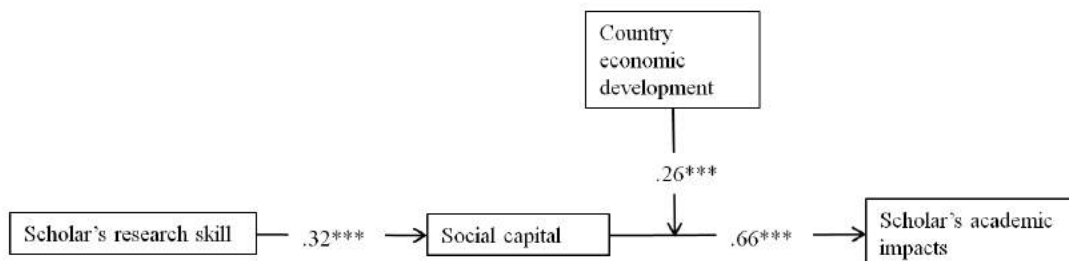 Country
economic
development
.26***
Scholar's research skill
.32***
Social capital
.66***
Scholar's academic
impacts